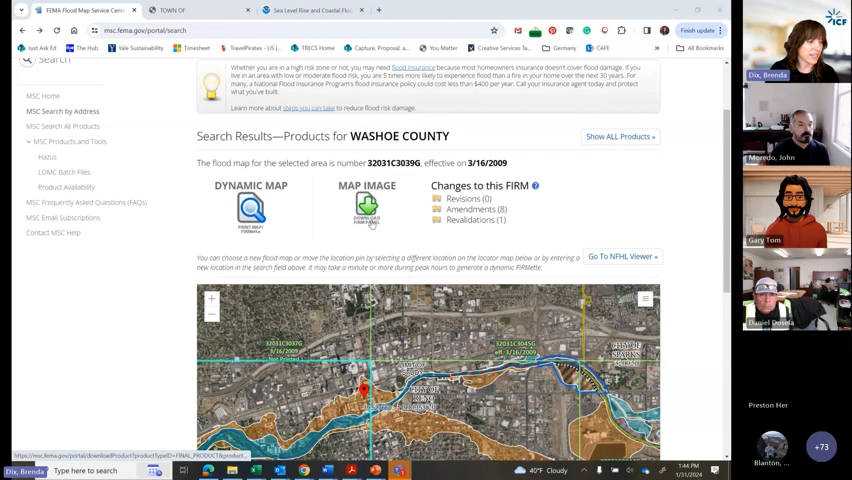 FEMA Flood Map Service Center
TOWN OF
Sea Level Rise and Coastal Floo
msc.fema.gov/portal/search
Finish update
Just Ask Ed
The Hub
Vale Sustainability
Timesheet
TravelPirates - US |...
TRECS Home
Capture, Proposal, a...
You Matter
Creative Services Ta...
Germany
CAFE
All Bookmarks
Search
MSC Home
MSC Search by Address
MSC Search All Products
MSC Products and Tools
Hazus
LOMC Batch Files
Product Availability
MSC Frequently Asked Questions (FAQs)
MSC Email Subscriptions
Contact MSC Help
Whether you are in a high risk zone or not, you may need flood insurance because most homeowners insurance doesn't cover flood damage. If
you live in an area with low or moderate flood risk, you are 5 times more likely to experience flood than a fire in your home over the next 30 years. For
many, a National Flood Insurance Program's flood insurance policy could cost less than $400 per year. Call your insurance agent today and protect
what you've built.
Learn more about steps you can take to reduce flood risk damage.
Search Results—Products for WASHOE COUNTY
Show ALL Products »
The flood map for the selected area is number 32031C3039G, effective on 3/16/2009
DYNAMIC MAP
PRINT MAP/
FIRMette
MAP IMAGE
DOWNLOAD
FIRM PANEL
Changes to this FIRM
Revisions (0)
Amendments (8)
Revalidations (1)
You can choose a new flood map or move the location pin by selecting a different location on the locator map below or by entering a
new location in the search field above. It may take a minute or more during peak hours to generate a dynamic FIRMette.
Go To NFHL Viewer »
32031C3037G
3/16/2009
Not Printed
32031C3045G
eff. 3/16/2009
CITY OF
SPARKS
CITY OF
RENO
https://msc.fema.gov/portal/downloadProduct?productTypeID=FINAL_PRODUCT&product...
Dix, Brenda
Type here to search
40°F Cloudy
1:44 PM
1/31/2024
ICF
Dix, Brenda
Moredo, John
Gary Tom
Daniel Dosela
Preston Her
Blanton, ...
+73